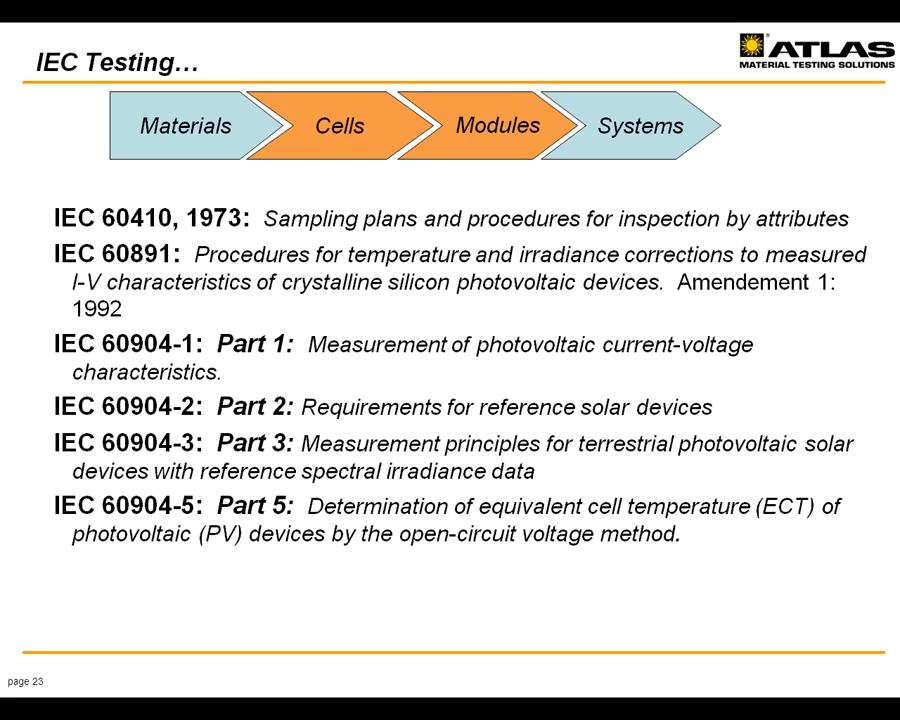 IEC Testing…
ATLAS
MATERIAL TESTING SOLUTIONS
Materials
Cells
Modules
Systems
IEC 60410, 1973: Sampling plans and procedures for inspection by attributes
IEC 60891: Procedures for temperature and irradiance corrections to measured
I-V characteristics of crystalline silicon photovoltaic devices. Amendement 1:
1992
IEC 60904-1: Part 1: Measurement of photovoltaic current-voltage
characteristics.
IEC 60904-2: Part 2: Requirements for reference solar devices
IEC 60904-3: Part 3: Measurement principles for terrestrial photovoltaic solar
devices with reference spectral irradiance data
IEC 60904-5: Part 5: Determination of equivalent cell temperature (ECT) of
photovoltaic (PV) devices by the open-circuit voltage method.
page 23